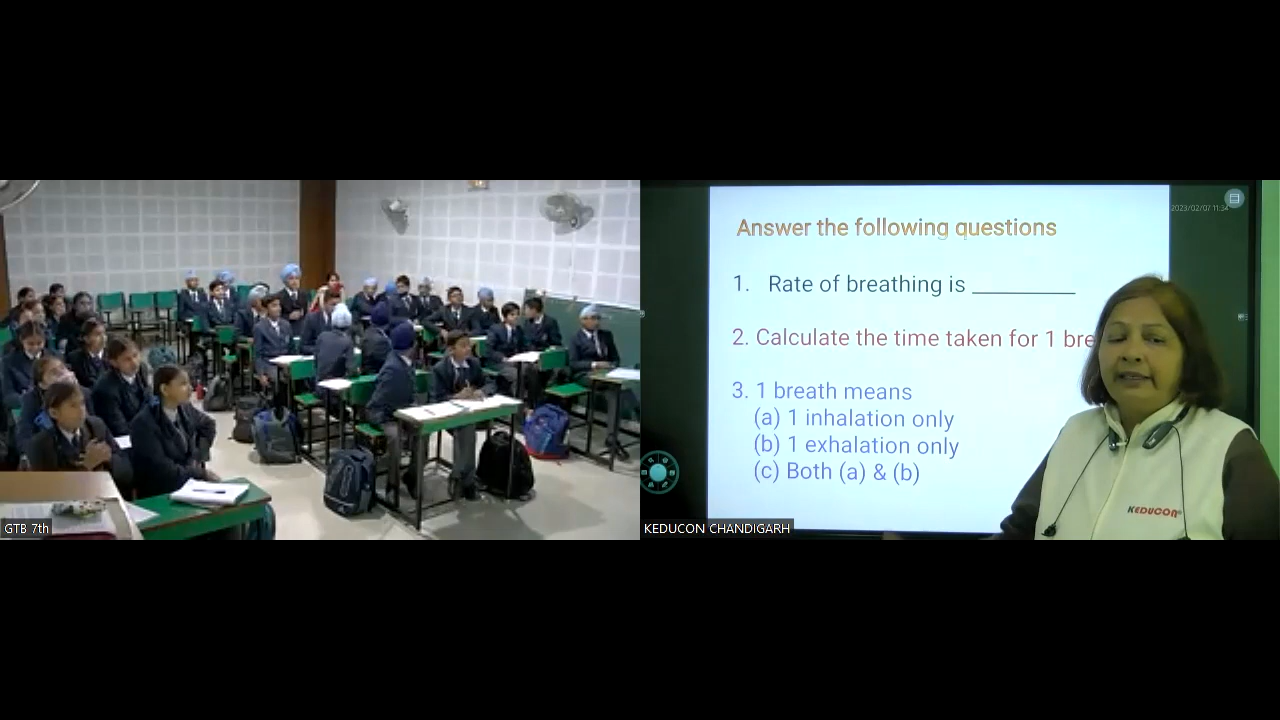 Answer the following questions
1. Rate of breathing is __________
2. Calculate the time taken for 1 bre
3. 1 breath means
(a) 1 inhalation only
(b) 1 exhalation only
(c) Both (a) & (b)
KEDUCON
GTB 7th
KEDUCON CHANDIGARH